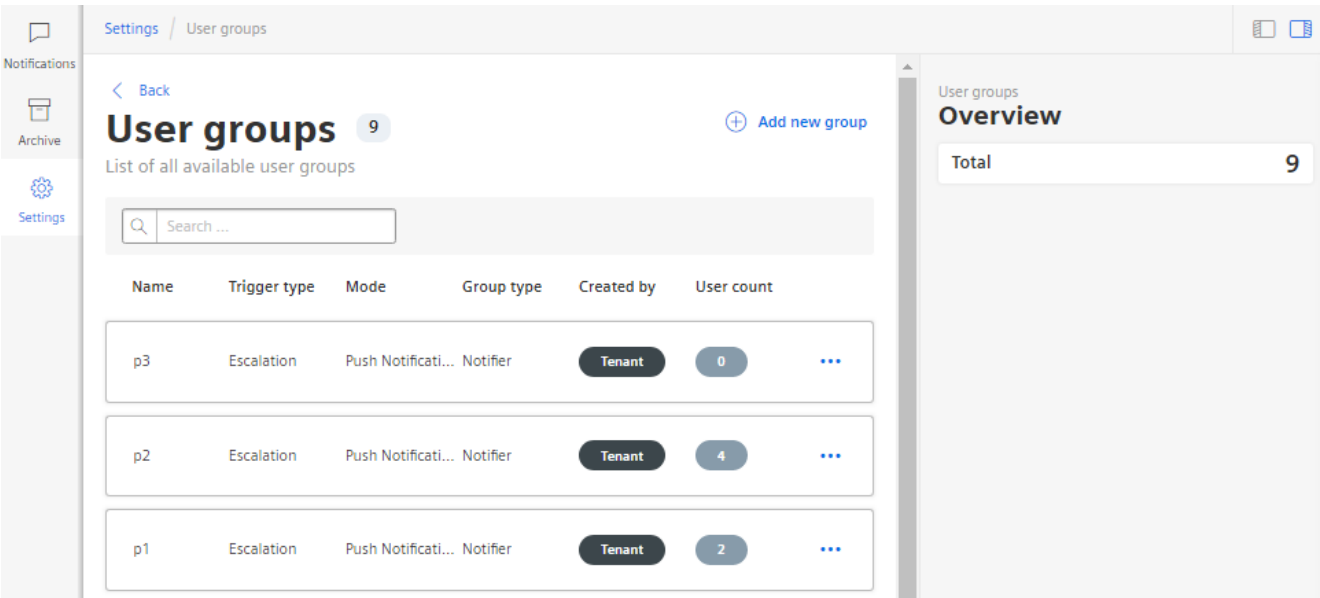 Notifications
Archive
Settings
Settings / User groups
Back
User groups 9
Add new group
List of all available user groups
Search ...
Name Trigger type Mode Group type Created by User count
p3 Escalation Push Notificati... Notifier Tenant 0
p2 Escalation Push Notificati... Notifier Tenant 4
p1 Escalation Push Notificati... Notifier Tenant 2
User groups
Overview
Total 9